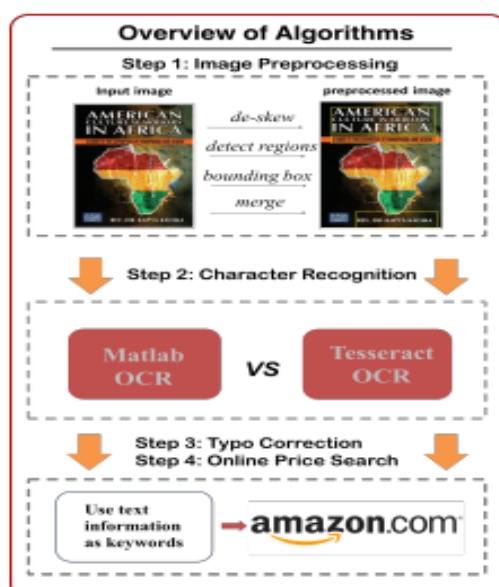 Overview of Algorithms
Step 1: Image Preprocessing
Input image
preprocessed image
AMERICAN
IN AFRICA
de-skew
detect regions
bounding box
merge
AMERICAN
IN AFRICA
Step 2: Character Recognition
Matlab
OCR
VS
Tesseract
OCR
Step 3: Typo Correction
Step 4: Online Price Search
Use text
information
as keywords
amazon.com